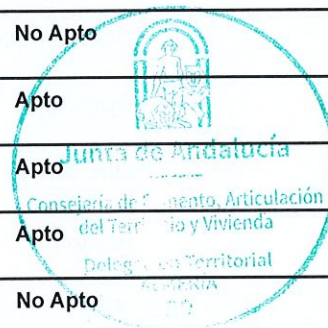 No Apto
Apto
Junta de Andalucía
Apto
Consejería de Fomento, Articulación
del Territorio y Vivienda
Apto
Delegación Territorial
ALMERÍA
No Apto